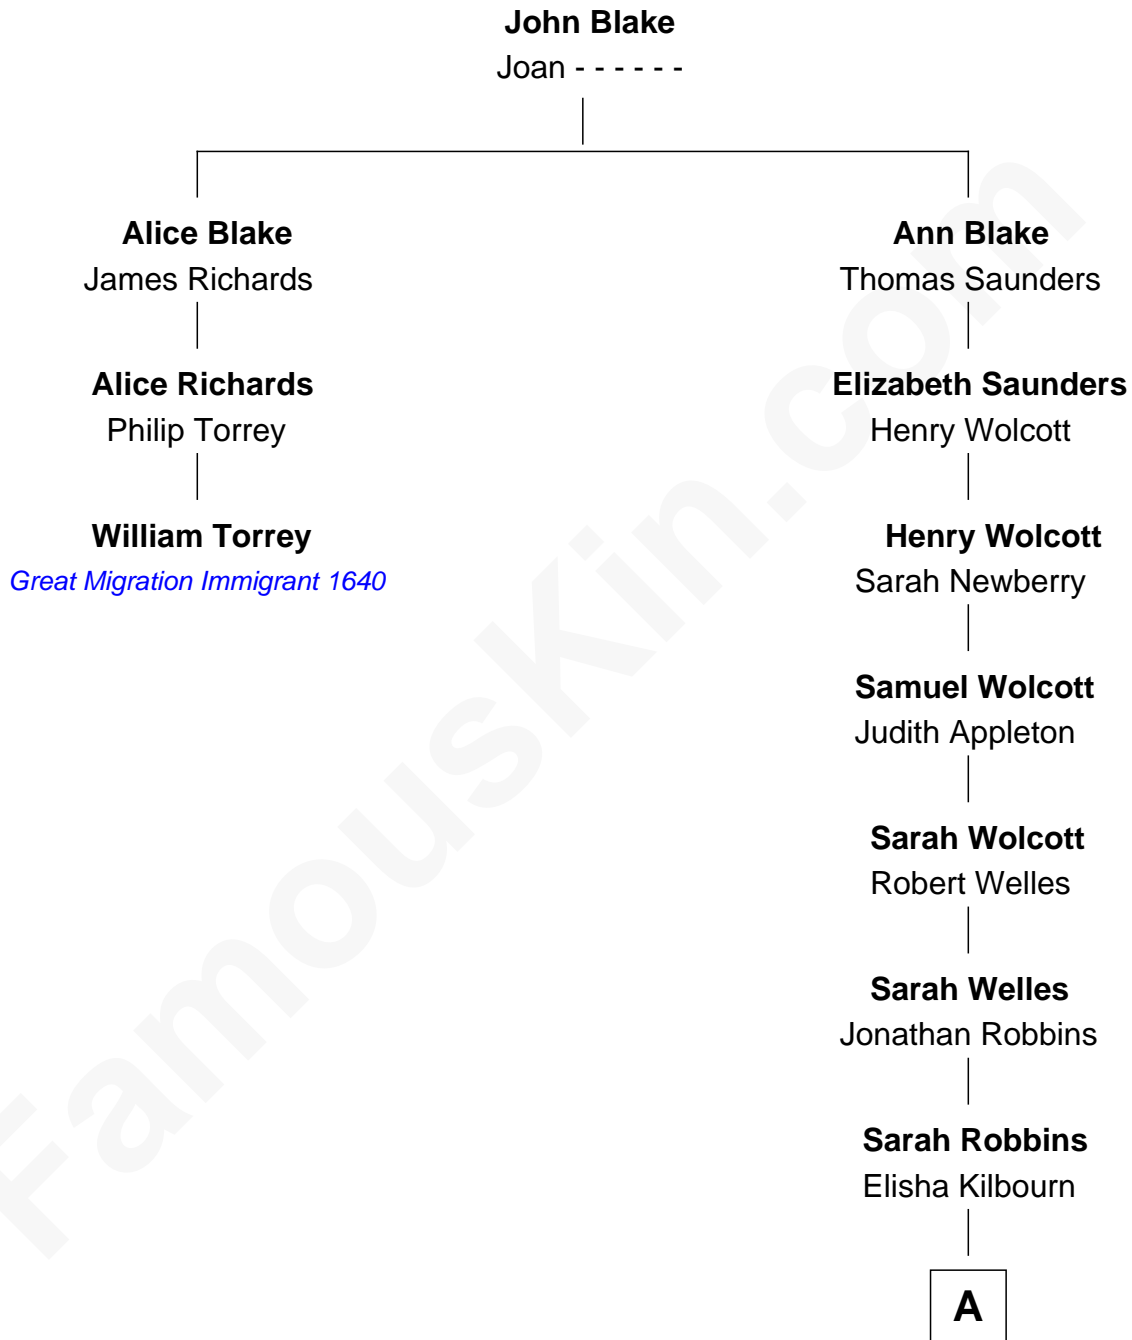 John Blake
Joan - - - - - -
Alice Blake
James Richards
Alice Richards
Philip Torrey
William Torrey
Great Migration Immigrant 1640
Ann Blake
Thomas Saunders
Elizabeth Saunders
Henry Wolcott
Henry Wolcott
Sarah Newberry
Samuel Wolcott
Judith Appleton
Sarah Wolcott
Robert Welles
Sarah Welles
Jonathan Robbins
Sarah Robbins
Elisha Kilbourn
A
FamousKin.com